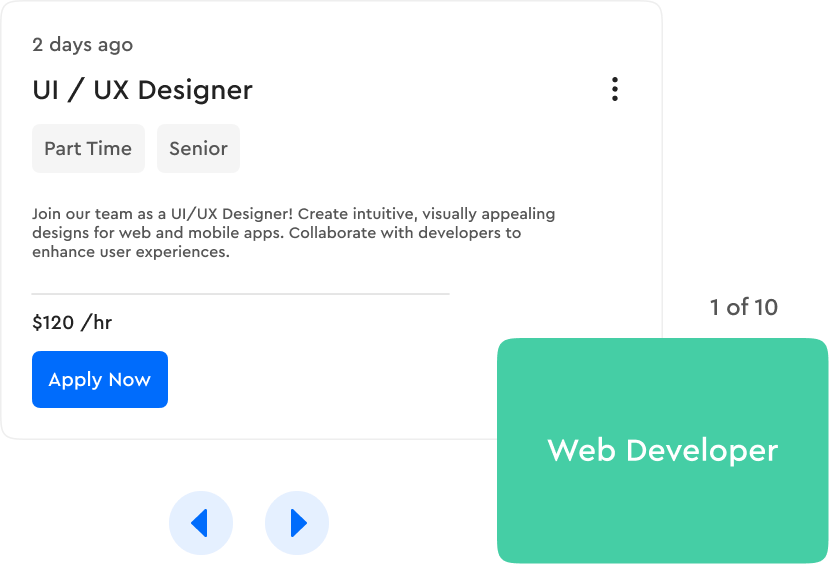 2 days ago
UI / UX Designer
Part Time
Senior
Join our team as a UI/UX Designer! Create intuitive, visually appealing
designs for web and mobile apps. Collaborate with developers to
enhance user experiences.
$120 /hr
Apply Now
1 of 10
Web Developer